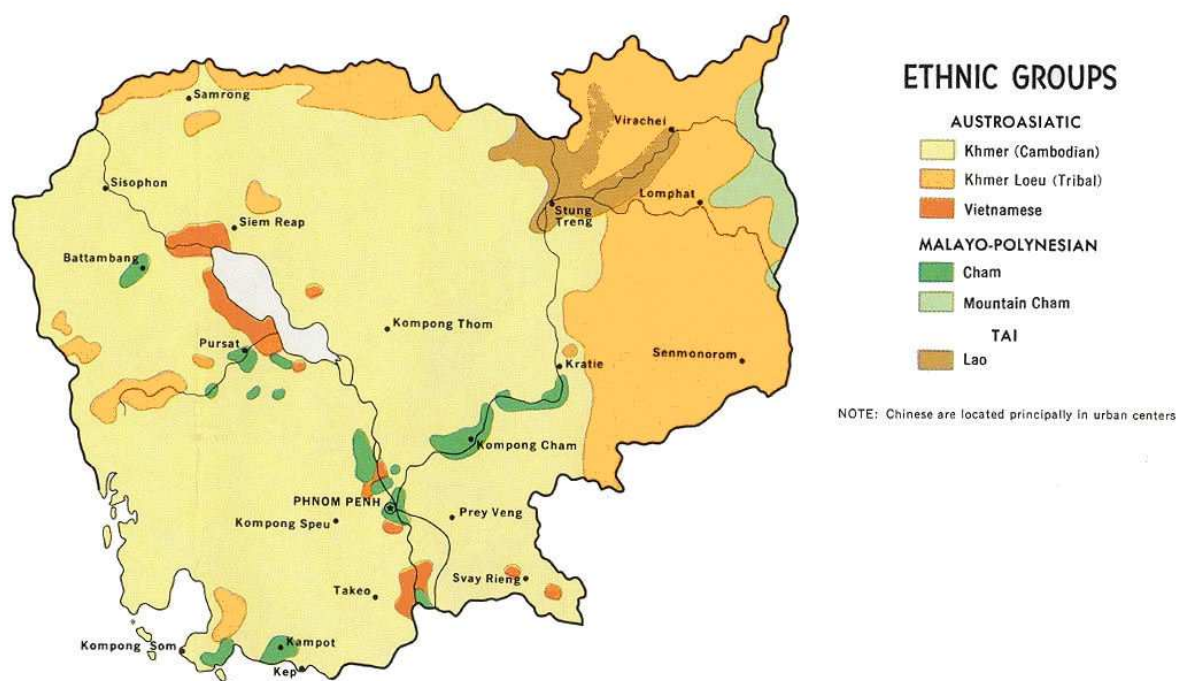 Samrong
Virachei
Sisophon
Lomphat
Stung
Treng
Siem Reap
Battambang
Kompong Thom
Pursat
Kratie
Senmonorom
Kompong Cham
PHNOM PENH
Prey Veng
Kompong Speu
Svay Rieng
Takeo
Kompong Som
Kampot
Kep
ETHNIC GROUPS
AUSTROASIATIC
Khmer (Cambodian)
Khmer Loeu (Tribal)
Vietnamese
MALAYO-POLYNESIAN
Cham
Mountain Cham
TAI
Lao
NOTE: Chinese are located principally in urban centers